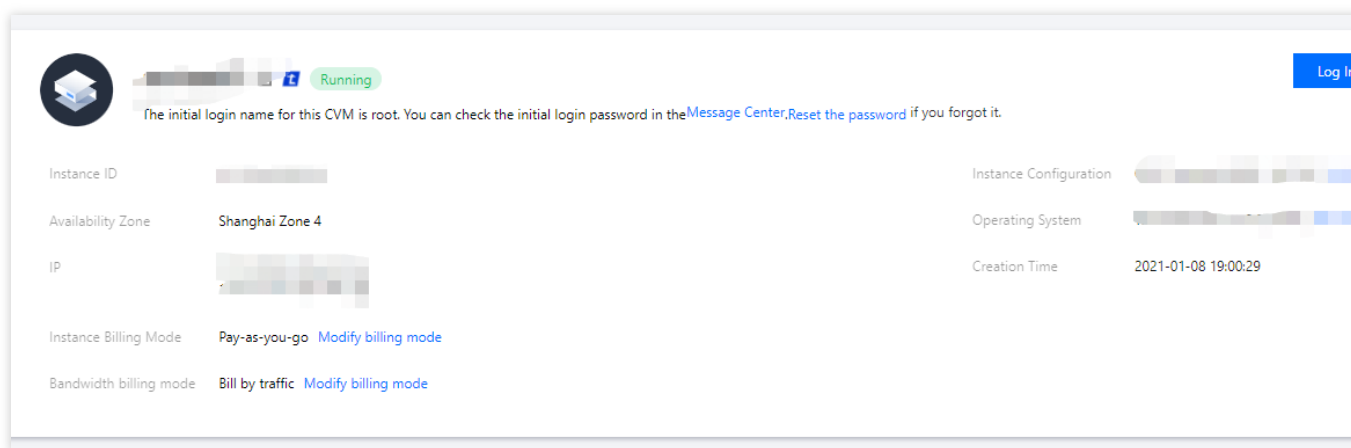 Running
Log In
The initial login name for this CVM is root. You can check the initial login password in the Message Center, Reset the password if you forgot it.
Instance ID
Instance Configuration
Availability Zone Shanghai Zone 4
Operating System
IP
Creation Time 2021-01-08 19:00:29
Instance Billing Mode Pay-as-you-go Modify billing mode
Bandwidth billing mode Bill by traffic Modify billing mode